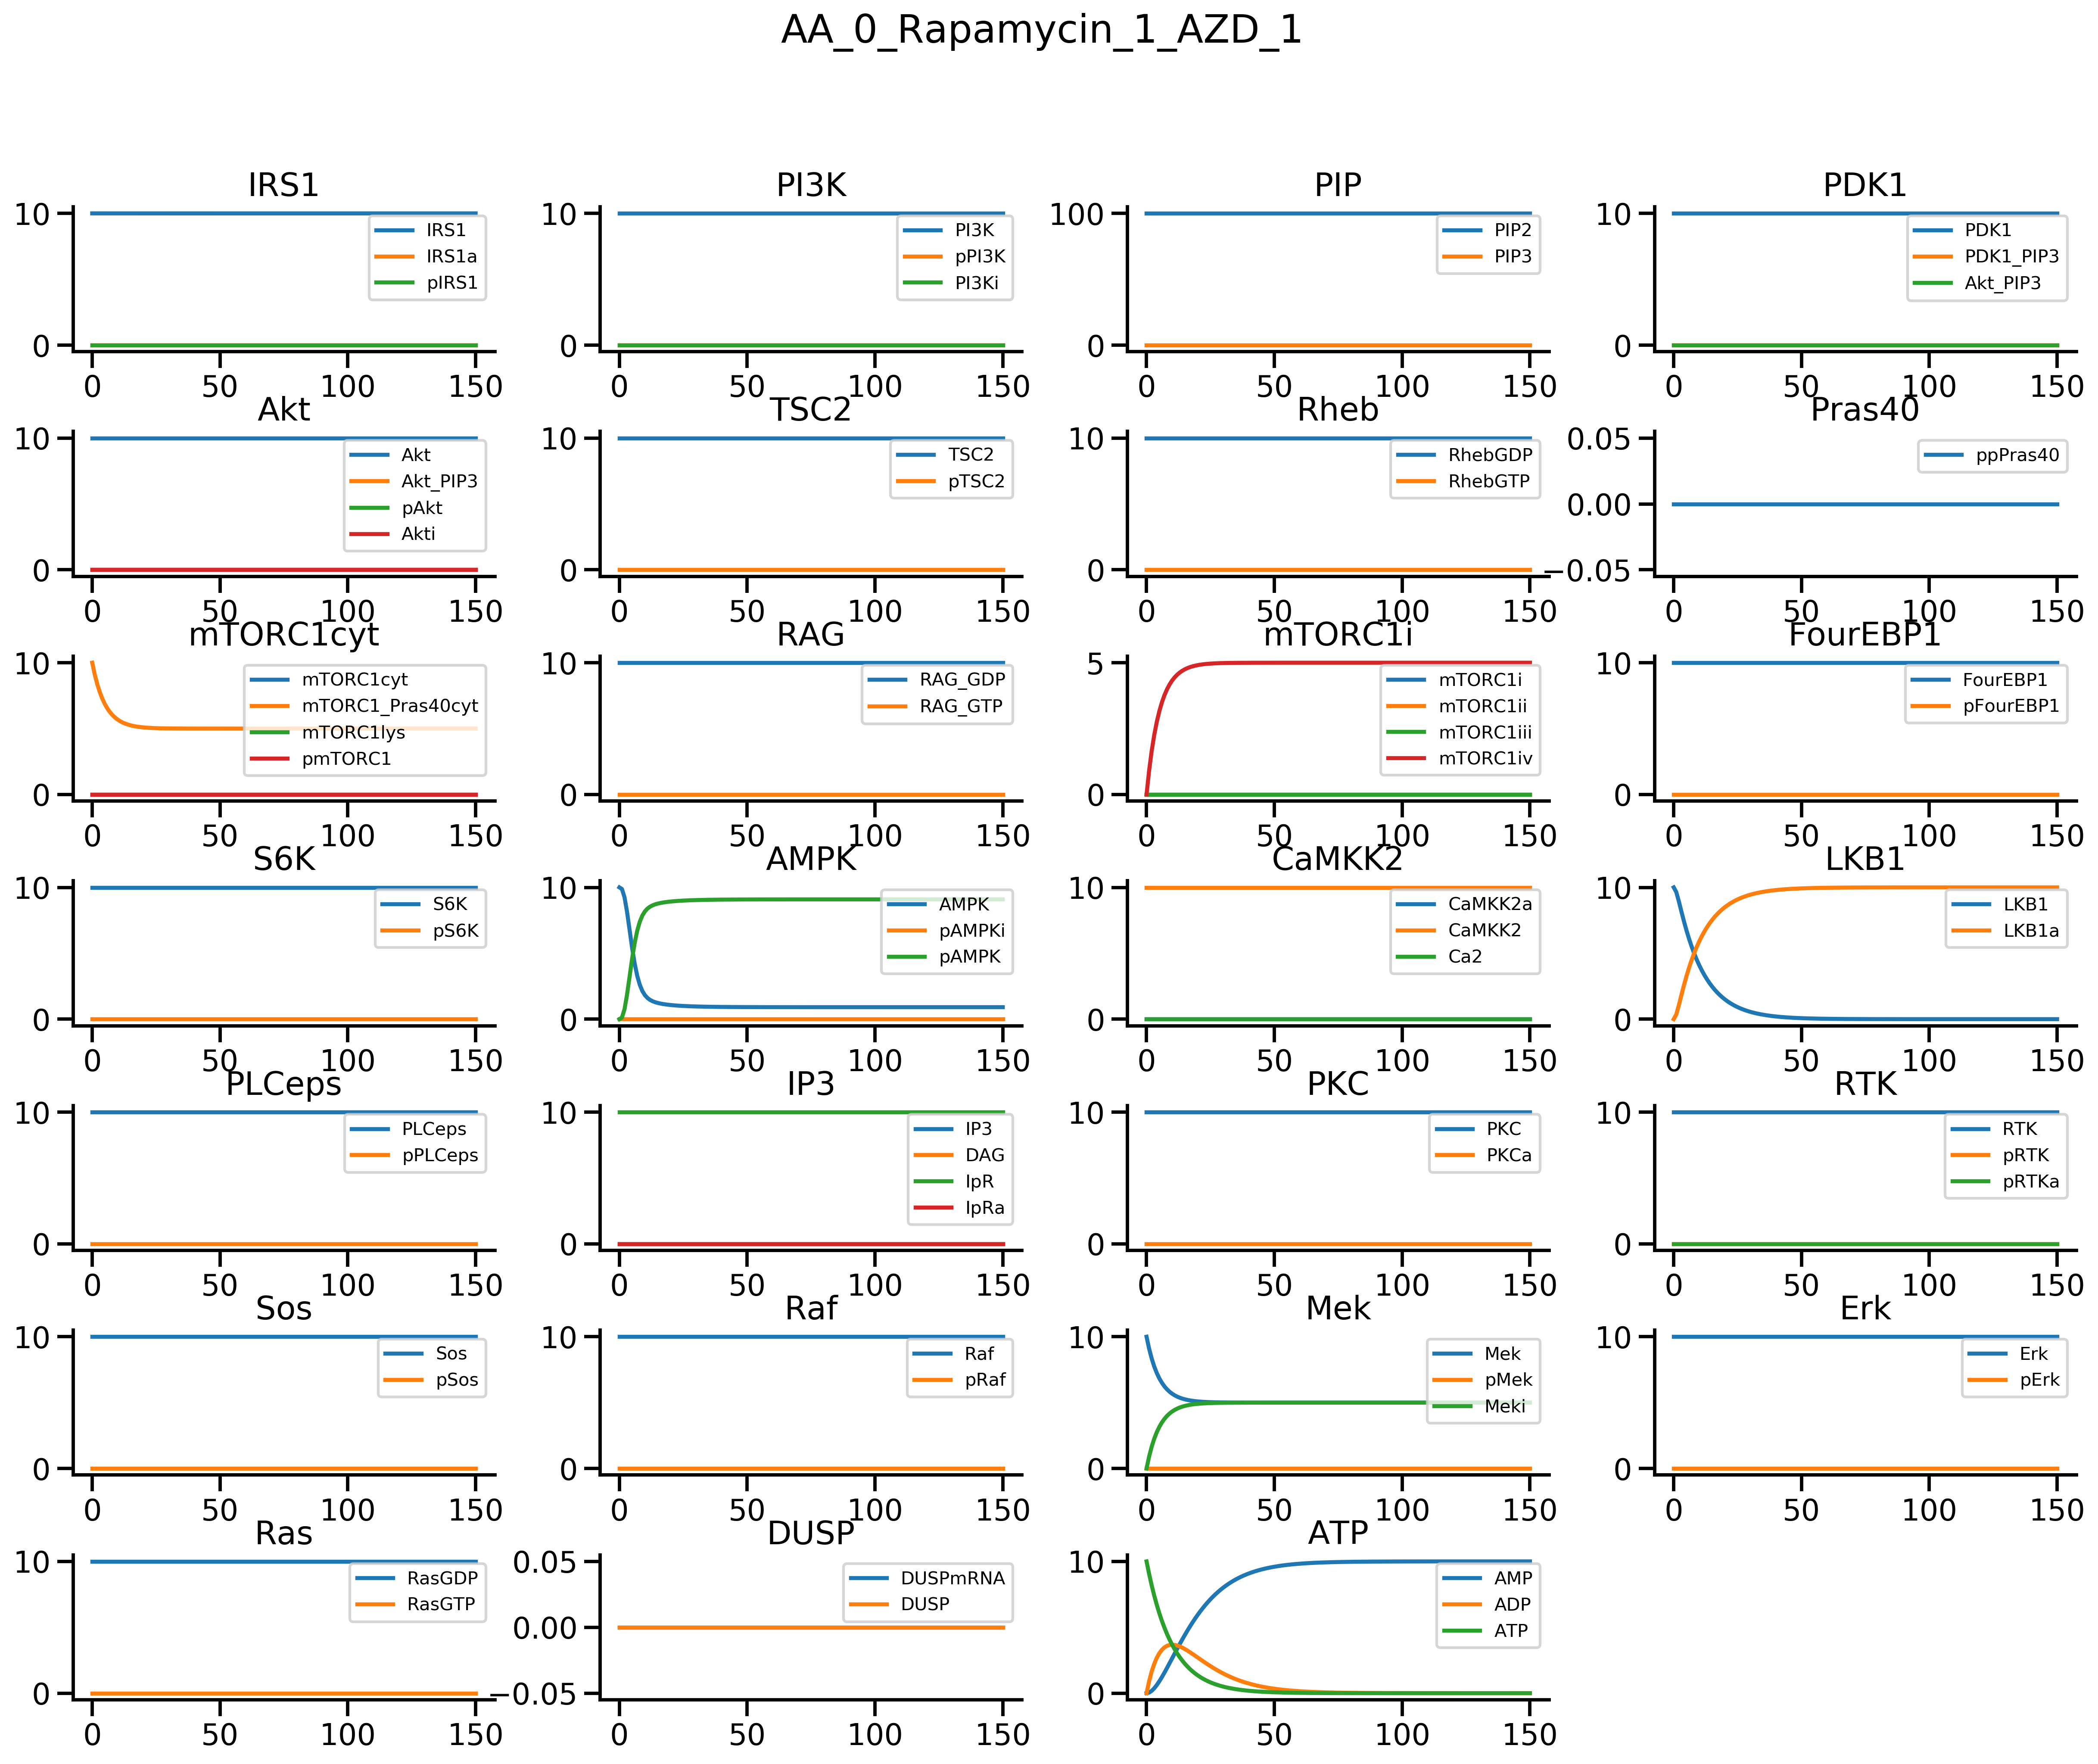 AA_0_Rapamycin_1_AZD_1
IRS1
10
0
0 50 100 150
IRS1
IRS1a
pIRS1
PI3K
10
0
0 50 100 150
PI3K
pPI3K
PI3Ki
PIP
100
0
0 50 100 150
PIP2
PIP3
PDK1
10
0
0 50 100 150
PDK1
PDK1_PIP3
Akt_PIP3
Akt
10
0
0 50 100 150
Akt
Akt_PIP3
pAkt
Akti
TSC2
10
0
0 50 100 150
TSC2
pTSC2
Rheb
10
0
0 50 100 150
RhebGDP
RhebGTP
Pras40
0.05
0.00
−0.05
0 50 100 150
ppPras40
mTORC1cyt
10
0
0 50 100 150
mTORC1cyt
mTORC1_Pras40cyt
mTORC1lys
pmTORC1
RAG
10
0
0 50 100 150
RAG_GDP
RAG_GTP
mTORC1i
5
0
0 50 100 150
mTORC1i
mTORC1ii
mTORC1iii
mTORC1iv
FourEBP1
10
0
0 50 100 150
FourEBP1
pFourEBP1
S6K
10
0
0 50 100 150
S6K
pS6K
AMPK
10
0
0 50 100 150
AMPK
pAMPKi
pAMPK
CaMKK2
10
0
0 50 100 150
CaMKK2a
CaMKK2
Ca2
LKB1
10
0
0 50 100 150
LKB1
LKB1a
PLCeps
10
0
0 50 100 150
PLCeps
pPLCeps
IP3
10
0
0 50 100 150
IP3
DAG
IpR
IpRa
PKC
10
0
0 50 100 150
PKC
PKCa
RTK
10
0
0 50 100 150
RTK
pRTK
pRTKa
Sos
10
0
0 50 100 150
Sos
pSos
Raf
10
0
0 50 100 150
Raf
pRaf
Mek
10
0
0 50 100 150
Mek
pMek
Meki
Erk
10
0
0 50 100 150
Erk
pErk
Ras
10
0
0 50 100 150
RasGDP
RasGTP
DUSP
0.05
0.00
−0.05
0 50 100 150
DUSPmRNA
DUSP
ATP
10
0
0 50 100 150
AMP
ADP
ATP